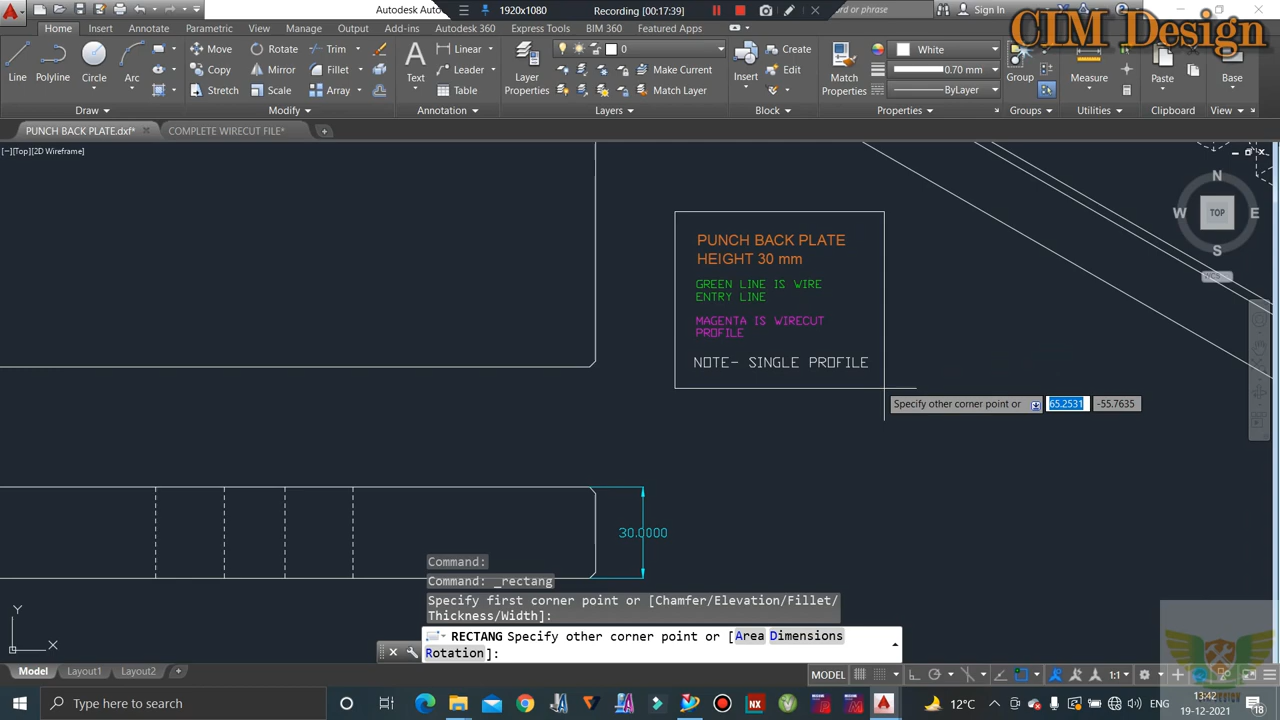 Autodesk Auto
1920x1080
Recording [00:17:39]
or phrase
Sign In
CIM Design
Home Insert Annotate Parametric View Manage Output Add-ins Autodesk 360 Express Tools BIM 360 Featured Apps
Line Polyline Circle Arc
Move Rotate Trim
Copy Mirror Fillet
Stretch Scale Array
Text Linear
Leader
Table
Layer Properties
0
Make Current
Match Layer
Insert Create
Edit
Match Properties
White
0.70 mm
ByLayer
Group
Measure
Paste
Base
Draw Modify Annotation Layers Block Properties Groups Utilities Clipboard View
PUNCH BACK PLATE.dxf* COMPLETE WIRECUT FILE*
[−][Top][2D Wireframe]
N
W TOP E
S
PUNCH BACK PLATE
HEIGHT 30 mm
GREEN LINE IS WIRE
ENTRY LINE
MAGENTA IS WIRECUT
PROFILE
NOTE- SINGLE PROFILE
Specify other corner point or 65.2531 -55.7635
30.0000
Command:
Command: _rectang
Specify first corner point or [Chamfer/Elevation/Fillet/
Thickness/Width]:
RECTANG Specify other corner point or [Area Dimensions
Rotation]:
Y
X
Model Layout1 Layout2
MODEL
1:1
Type here to search
NX
12°C
ENG
13:42
19-12-2021
18